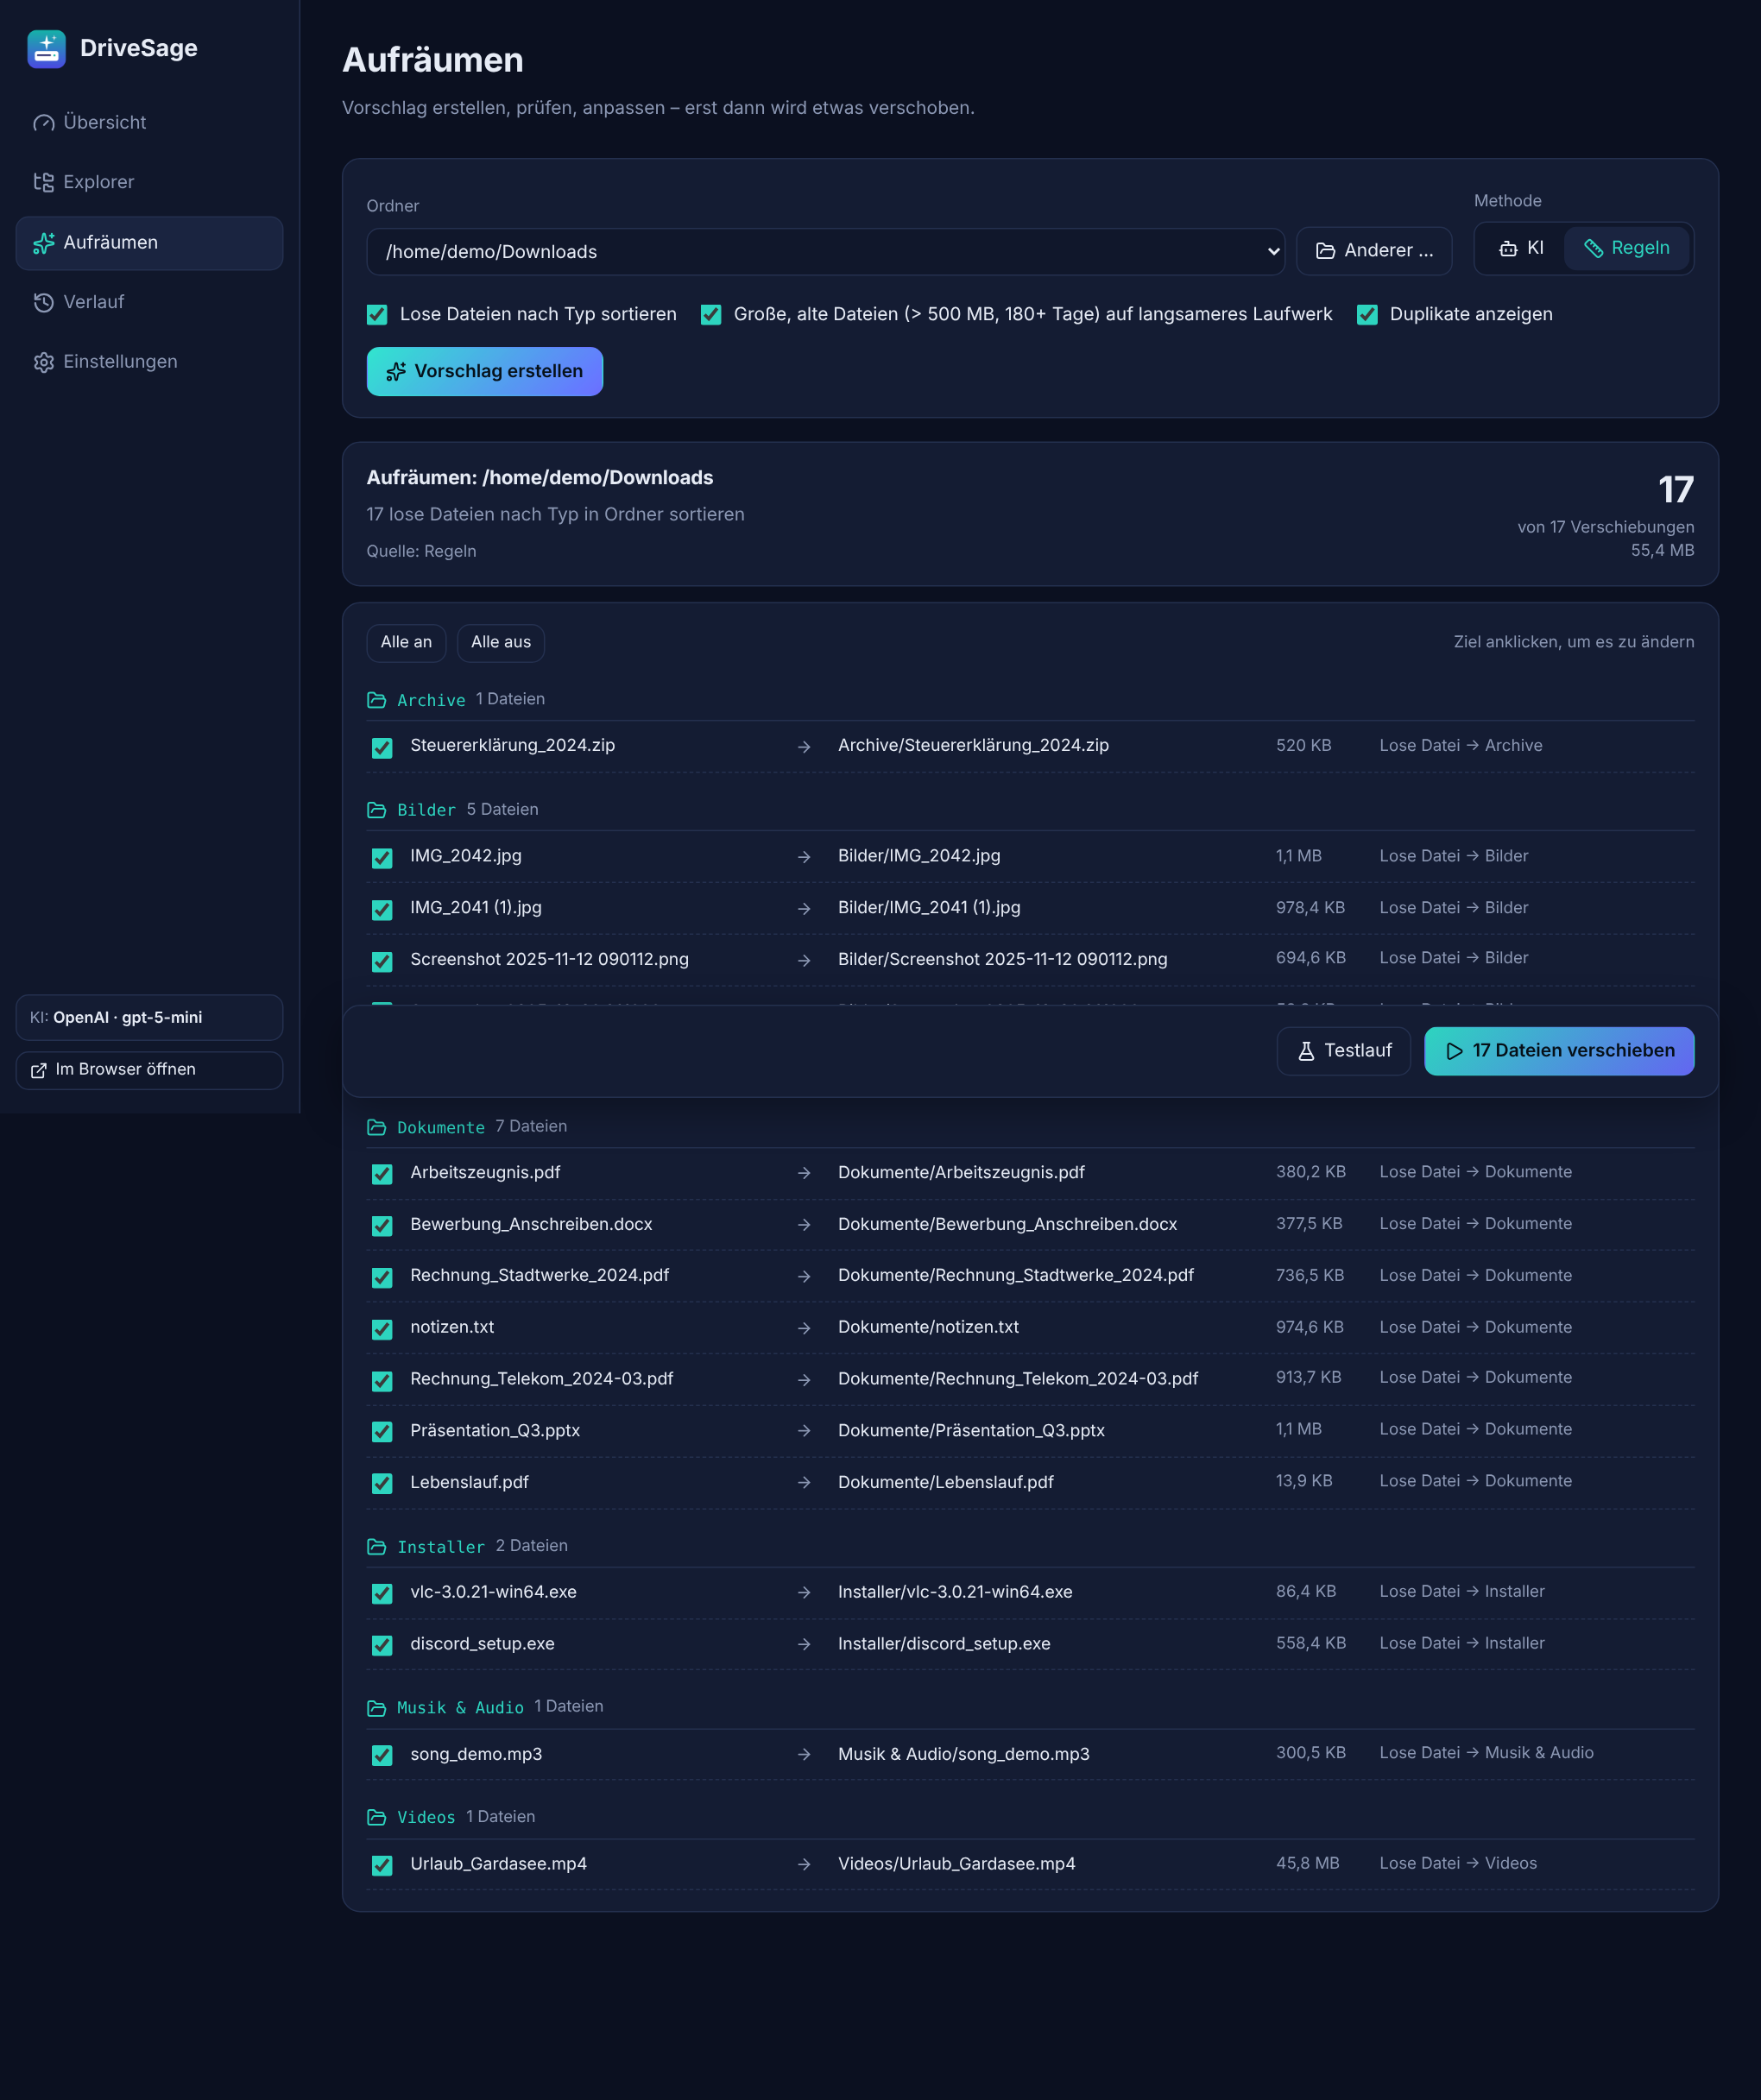 DriveSage
Übersicht
Explorer
Aufräumen
Verlauf
Einstellungen
KI: OpenAI · gpt-5-mini
Im Browser öffnen
Aufräumen
Vorschlag erstellen, prüfen, anpassen – erst dann wird etwas verschoben.
Ordner
Methode
/home/demo/Downloads
Anderer ...
KI
Regeln
Lose Dateien nach Typ sortieren
Große, alte Dateien (> 500 MB, 180+ Tage) auf langsameres Laufwerk
Duplikate anzeigen
Vorschlag erstellen
Aufräumen: /home/demo/Downloads
17 lose Dateien nach Typ in Ordner sortieren
Quelle: Regeln
17
von 17 Verschiebungen
55,4 MB
Alle an
Alle aus
Ziel anklicken, um es zu ändern
Archive 1 Dateien
Steuererklärung_2024.zip → Archive/Steuererklärung_2024.zip 520 KB Lose Datei → Archive
Bilder 5 Dateien
IMG_2042.jpg → Bilder/IMG_2042.jpg 1,1 MB Lose Datei → Bilder
IMG_2041 (1).jpg → Bilder/IMG_2041 (1).jpg 978,4 KB Lose Datei → Bilder
Screenshot 2025-11-12 090112.png → Bilder/Screenshot 2025-11-12 090112.png 694,6 KB Lose Datei → Bilder
Testlauf
17 Dateien verschieben
Dokumente 7 Dateien
Arbeitszeugnis.pdf → Dokumente/Arbeitszeugnis.pdf 380,2 KB Lose Datei → Dokumente
Bewerbung_Anschreiben.docx → Dokumente/Bewerbung_Anschreiben.docx 377,5 KB Lose Datei → Dokumente
Rechnung_Stadtwerke_2024.pdf → Dokumente/Rechnung_Stadtwerke_2024.pdf 736,5 KB Lose Datei → Dokumente
notizen.txt → Dokumente/notizen.txt 974,6 KB Lose Datei → Dokumente
Rechnung_Telekom_2024-03.pdf → Dokumente/Rechnung_Telekom_2024-03.pdf 913,7 KB Lose Datei → Dokumente
Präsentation_Q3.pptx → Dokumente/Präsentation_Q3.pptx 1,1 MB Lose Datei → Dokumente
Lebenslauf.pdf → Dokumente/Lebenslauf.pdf 13,9 KB Lose Datei → Dokumente
Installer 2 Dateien
vlc-3.0.21-win64.exe → Installer/vlc-3.0.21-win64.exe 86,4 KB Lose Datei → Installer
discord_setup.exe → Installer/discord_setup.exe 558,4 KB Lose Datei → Installer
Musik & Audio 1 Dateien
song_demo.mp3 → Musik & Audio/song_demo.mp3 300,5 KB Lose Datei → Musik & Audio
Videos 1 Dateien
Urlaub_Gardasee.mp4 → Videos/Urlaub_Gardasee.mp4 45,8 MB Lose Datei → Videos